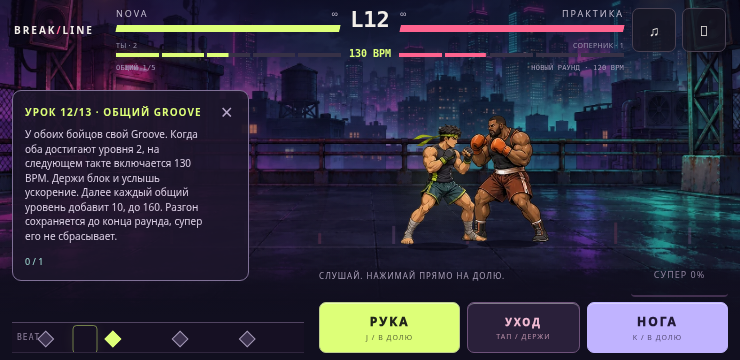 BREAK/LINE
NOVA
∞
L12
∞
ПРАКТИКА
♫
ТЫ · 2
130 BPM
СОПЕРНИК · 1
ОБЩИЙ 1/5
НОВЫЙ РАУНД · 120 BPM
УРОК 12/13 · ОБЩИЙ GROOVE
×
У обоих бойцов свой Groove. Когда
оба достигают уровня 2, на
следующем такте включается 130
BPM. Держи блок и услышь
ускорение. Далее каждый общий
уровень добавит 10, до 160. Разгон
сохраняется до конца раунда, супер
его не сбрасывает.
0 / 1
СЛУШАЙ. НАЖИМАЙ ПРЯМО НА ДОЛЮ.
СУПЕР 0%
BEAT
РУКА
J / В ДОЛЮ
УХОД
ТАП / ДЕРЖИ
НОГА
K / В ДОЛЮ